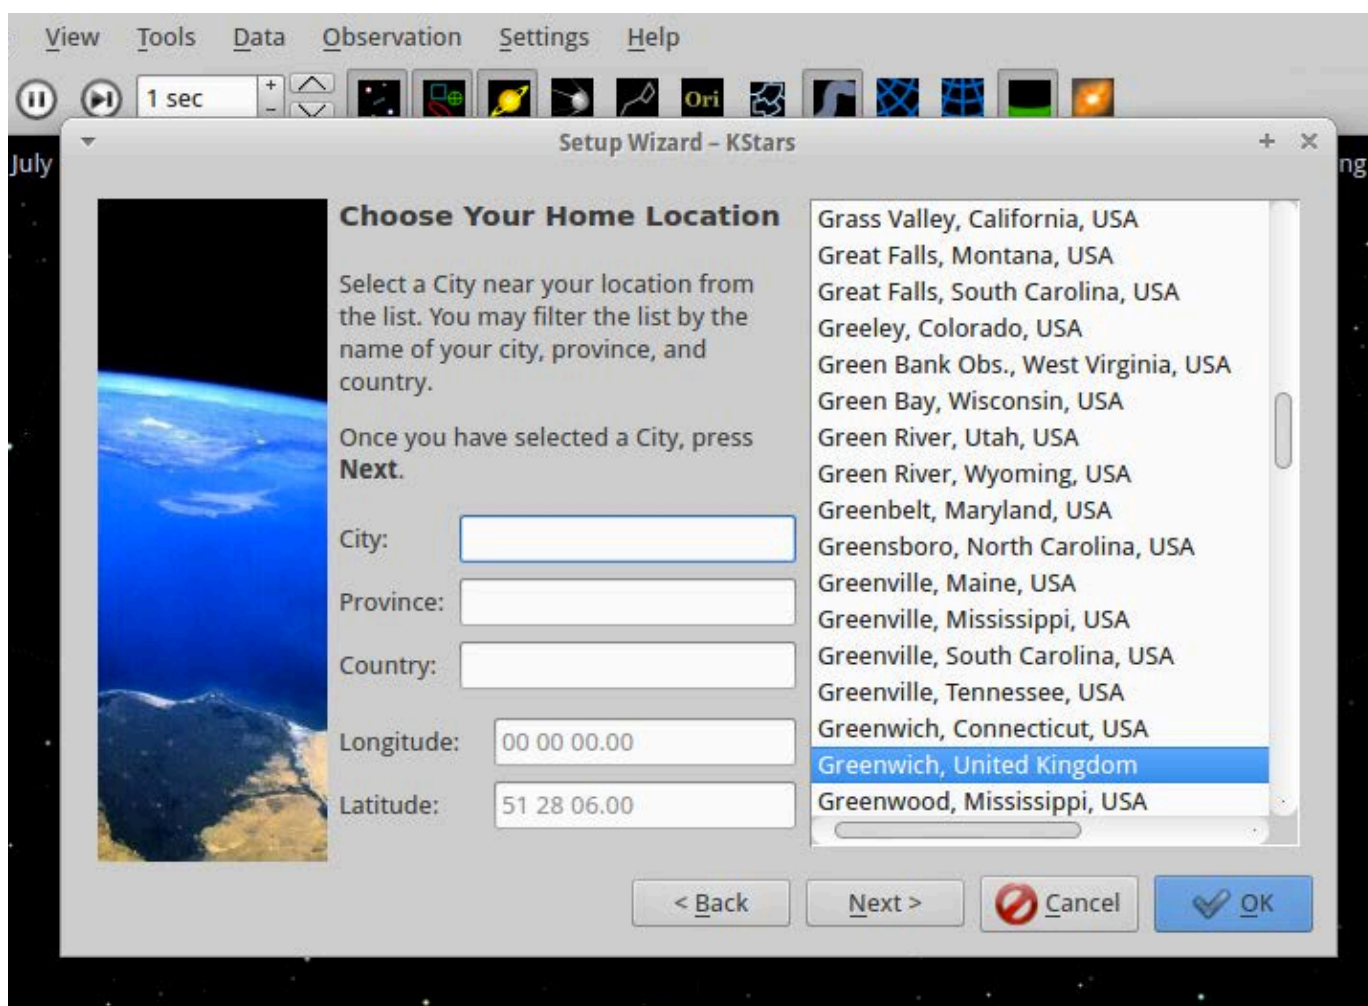 View Tools Data Observation Settings Help
1 sec + - Ori
Setup Wizard – KStars + ×
July
ng
Choose Your Home Location
Select a City near your location from
the list. You may filter the list by the
name of your city, province, and
country.
Once you have selected a City, press
Next.
City:
Province:
Country:
Longitude: 00 00 00.00
Latitude: 51 28 06.00
Grass Valley, California, USA
Great Falls, Montana, USA
Great Falls, South Carolina, USA
Greeley, Colorado, USA
Green Bank Obs., West Virginia, USA
Green Bay, Wisconsin, USA
Green River, Utah, USA
Green River, Wyoming, USA
Greenbelt, Maryland, USA
Greensboro, North Carolina, USA
Greenville, Maine, USA
Greenville, Mississippi, USA
Greenville, South Carolina, USA
Greenville, Tennessee, USA
Greenwich, Connecticut, USA
Greenwich, United Kingdom
Greenwood, Mississippi, USA
< Back Next > Cancel OK